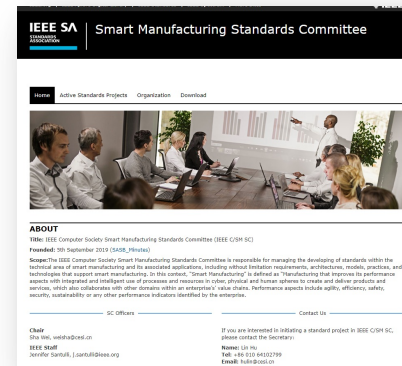 IEEE SA
STANDARDS
ASSOCIATION
Smart Manufacturing Standards Committee
Home Active Standards Projects Organization Download
ABOUT
Title: IEEE Computer Society Smart Manufacturing Standards Committee (IEEE C/SM SC)
Founded: 5th September 2019 (SASB_Minutes)
Scope:The IEEE Computer Society Smart Manufacturing Standards Committee is responsible for managing the developing of standards within the
technical area of smart manufacturing and its associated applications, including without limitation requirements, architectures, models, practices, and
technologies that support smart manufacturing. In this context, "Smart Manufacturing" is defined as "Manufacturing that improves its performance
aspects with integrated and intelligent use of processes and resources in cyber, physical and human spheres to create and deliver products and
services, which also collaborates with other domains within an enterprise's' value chains. Performance aspects include agility, efficiency, safety,
security, sustainability or any other performance indicators identified by the enterprise.
SC Officers
Contact Us
Chair
Sha Wei, weisha@cesi.cn
IEEE Staff
Jennifer Santulli, j.santulli@ieee.org
If you are interested in initiating a standard project in IEEE C/SM SC,
please contact the Secretary:
Name: Lin Hu
Tel: +86 010 64102799
Email: hulin@cesi.cn